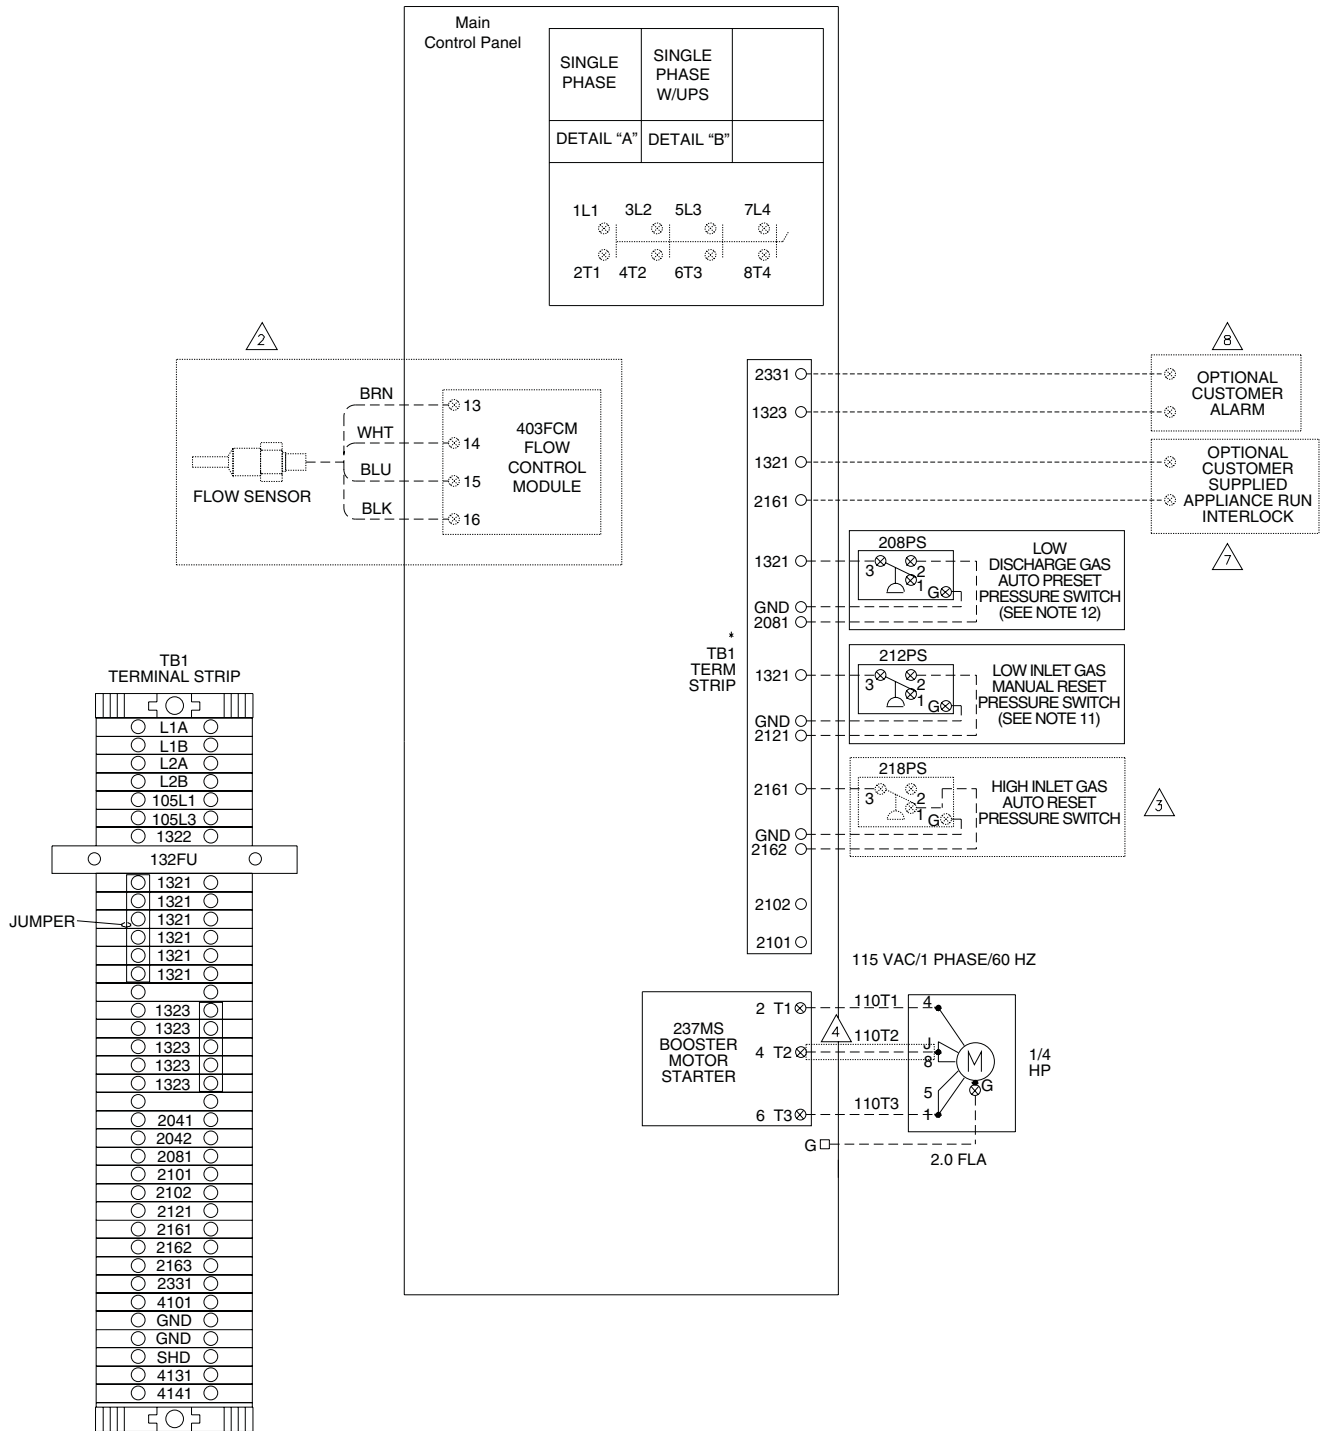 Main
Control Panel
SINGLE
PHASE
SINGLE
PHASE
W/UPS
DETAIL “A”
DETAIL “B”
1L1 3L2 5L3 7L4
2T1 4T2 6T3 8T4
2
BRN
WHT
BLU
BLK
FLOW SENSOR
13
14
15
16
403FCM
FLOW
CONTROL
MODULE
8
2331
1323
OPTIONAL
CUSTOMER
ALARM
1321
2161
OPTIONAL
CUSTOMER
SUPPLIED
APPLIANCE RUN
INTERLOCK
7
1321
GND
2081
208PS
3
2
1
G
LOW
DISCHARGE GAS
AUTO PRESET
PRESSURE SWITCH
(SEE NOTE 12)
*
TB1
TERM
STRIP
1321
GND
2121
212PS
3
2
1
G
LOW INLET GAS
MANUAL RESET
PRESSURE SWITCH
(SEE NOTE 11)
2161
GND
2162
218PS
3
2
1
G
HIGH INLET GAS
AUTO RESET
PRESSURE SWITCH
3
2102
2101
115 VAC/1 PHASE/60 HZ
237MS
BOOSTER
MOTOR
STARTER
2 T1
4 T2
6 T3
4
110T1
110T2
110T3
4
J
8
5
1
M
G
1/4
HP
G
2.0 FLA
TB1
TERMINAL STRIP
L1A
L1B
L2A
L2B
105L1
105L3
1322
132FU
1321
1321
1321
JUMPER
1321
1321
1321
1323
1323
1323
1323
1323
2041
2042
2081
2101
2102
2121
2161
2162
2163
2331
4101
GND
GND
SHD
4131
4141